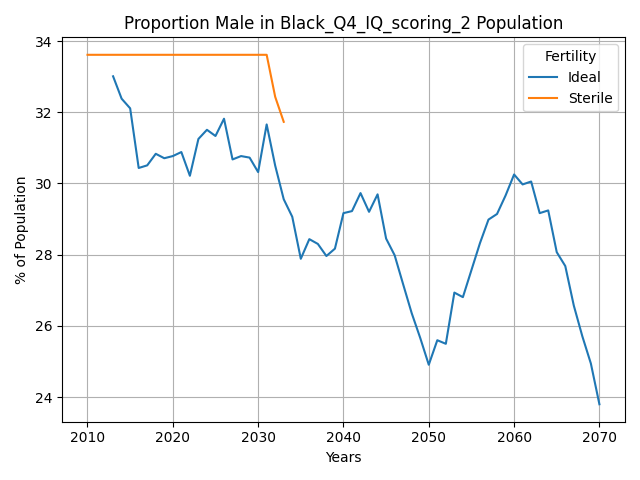 Proportion Male in Black_Q4_IQ_scoring_2 Population
Fertility
Ideal
Sterile
% of Population
34
32
30
28
26
24
2010
2020
2030
2040
2050
2060
2070
Years